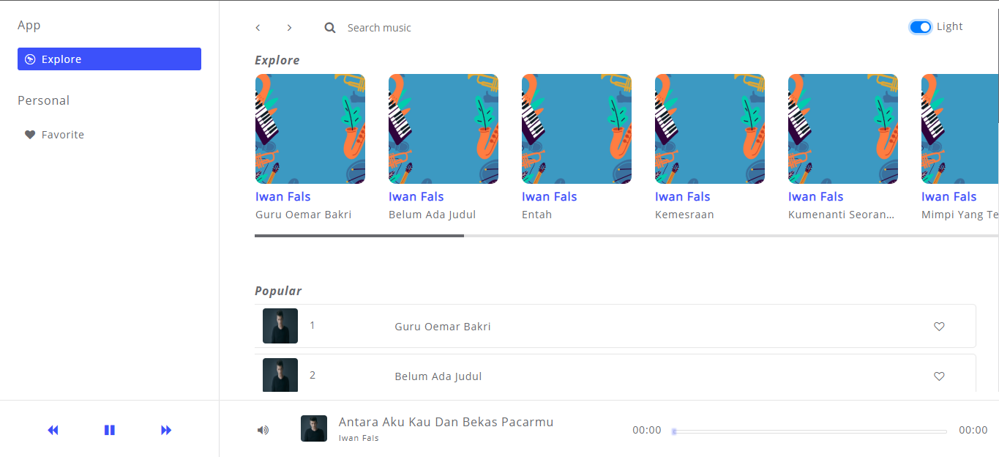 App
Explore
Personal
Favorite
Search music
Light
Explore
Iwan Fals
Guru Oemar Bakri
Iwan Fals
Belum Ada Judul
Iwan Fals
Entah
Iwan Fals
Kemesraan
Iwan Fals
Kumenanti Seoran...
Iwan Fals
Mimpi Yang Te
Popular
1 Guru Oemar Bakri
2 Belum Ada Judul
Antara Aku Kau Dan Bekas Pacarmu
Iwan Fals
00:00 00:00